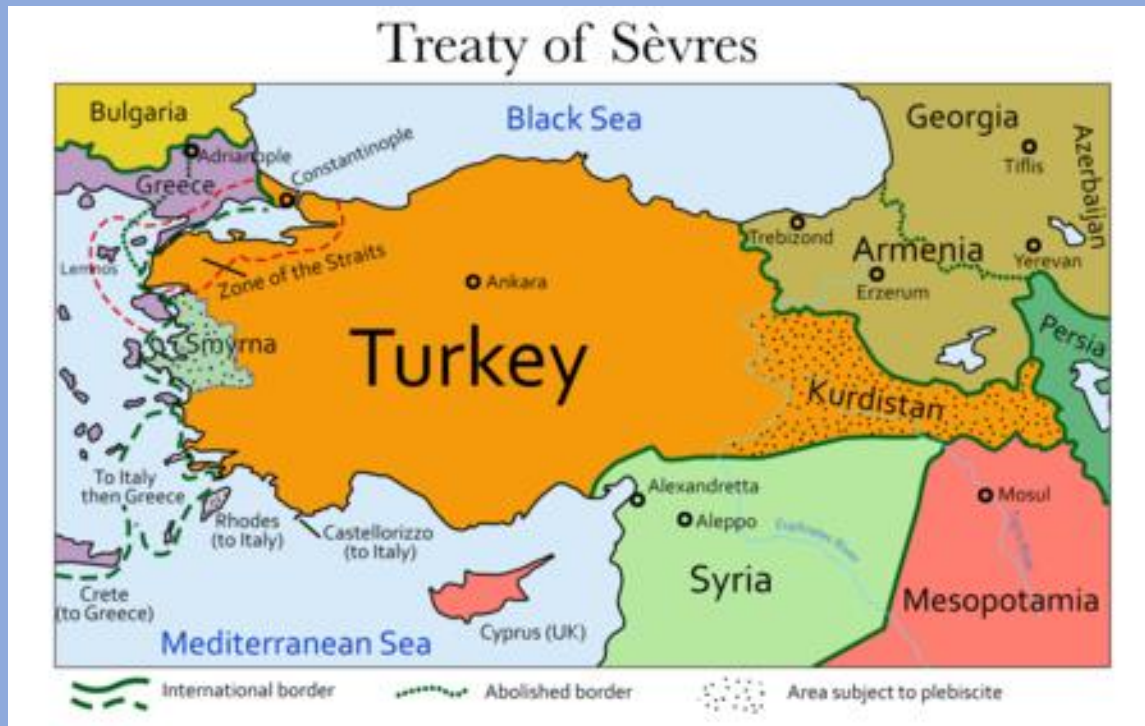 Treaty of Sèvres
Bulgaria
Black Sea
Georgia
Azerbaijan
Tiflis
Adrianople
Constantinople
Greece
Trebizond
Armenia
Yerevan
Lemnos
Zone of the Straits
Ankara
Erzerum
Smyrna
Turkey
Persia
Kurdistan
To Italy
then Greece
Rhodes
(to Italy)
Castellorizzo
(to Italy)
Alexandretta
Aleppo
Mosul
Euphrates River
Syria
Mesopotamia
Crete
(to Greece)
Cyprus (UK)
Mediterranean Sea
International border
Abolished border
Area subject to plebiscite